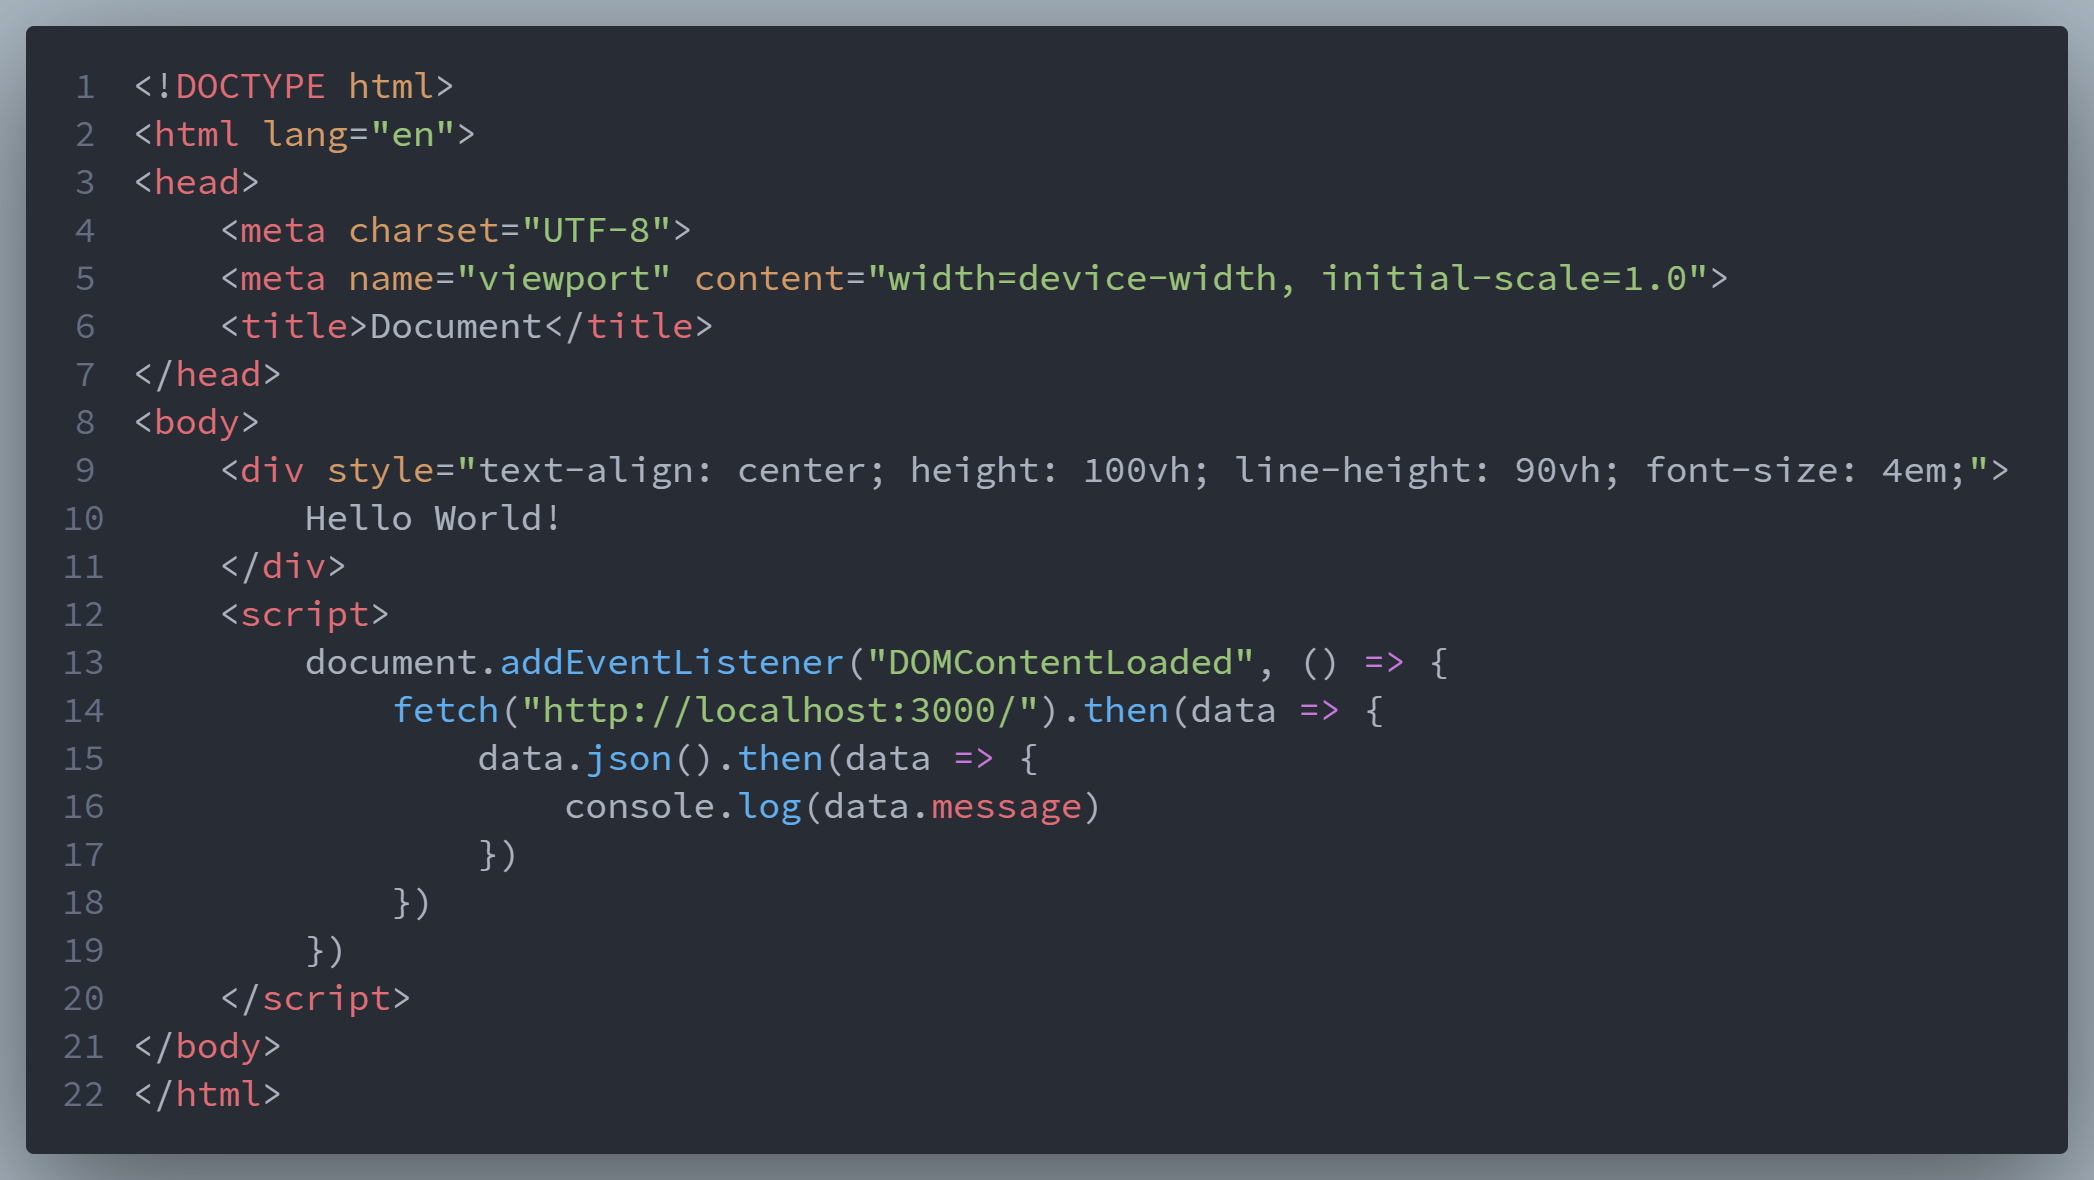 1 <!DOCTYPE html>
2 <html lang="en">
3 <head>
4     <meta charset="UTF-8">
5     <meta name="viewport" content="width=device-width, initial-scale=1.0">
6     <title>Document</title>
7 </head>
8 <body>
9     <div style="text-align: center; height: 100vh; line-height: 90vh; font-size: 4em;">
10         Hello World!
11     </div>
12     <script>
13         document.addEventListener("DOMContentLoaded", () => {
14             fetch("http://localhost:3000/").then(data => {
15                 data.json().then(data => {
16                     console.log(data.message)
17                 })
18             })
19         })
20     </script>
21 </body>
22 </html>